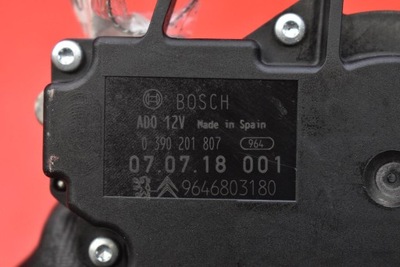 BOSCH
ADO 12V Made in Spain
0 390 201 807 964
07.07.18 001
9646803180